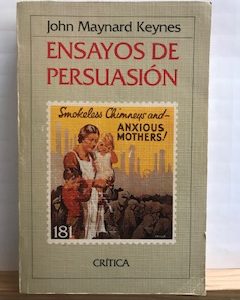 John Maynard Keynes
ENSAYOS DE
PERSUASIÓN
Smokeless Chimneys and-
ANXIOUS
MOTHERS!
181
CRÍTICA